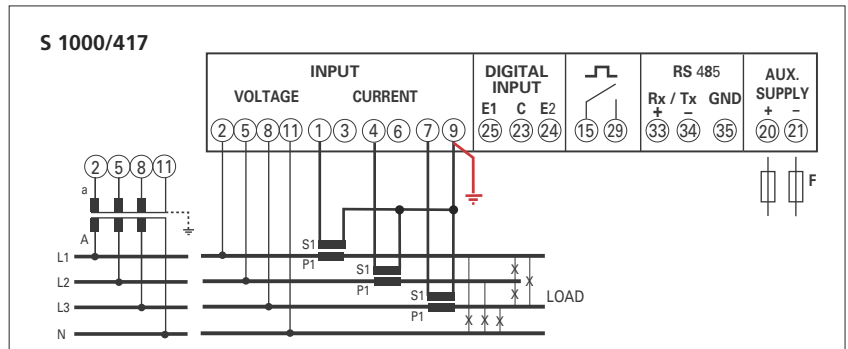 S 1000/417
INPUT
VOLTAGE CURRENT
DIGITAL
INPUT
E1 C E2
RS 485
Rx / Tx GND
+ –
AUX.
SUPPLY
+ –
2 5 8 11 1 3 4 6 7 9 25 23 24 15 29 33 34 35 20 21
2 5 8 11
a
A
F
L1
L2
L3
N
S1
P1
S1
P1
S1
P1
X
X
X
X X X
LOAD